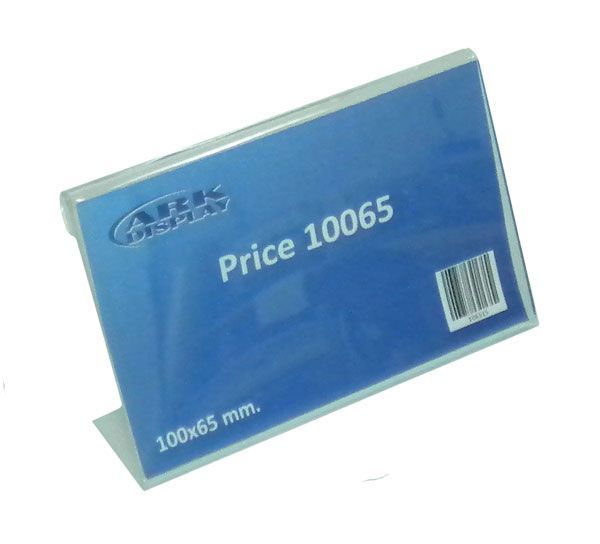 ARK
DISPLAY
Price 10065
100x65 mm.